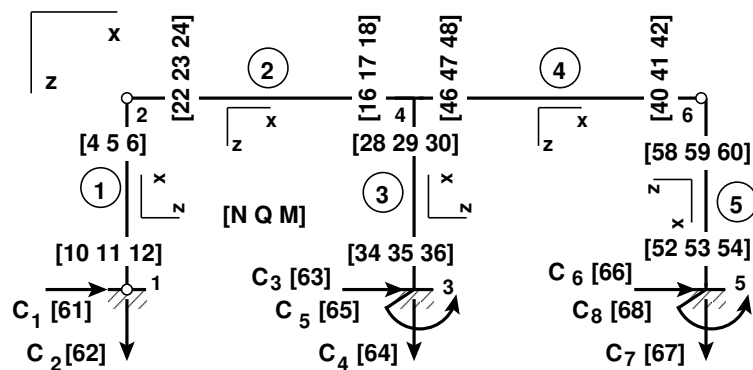 x
z
[22 23 24]
2
[16 17 18]
[46 47 48]
4
[40 41 42]
2
x
z
4
x
z
6
[4 5 6]
[28 29 30]
[58 59 60]
1
x
z
[N Q M]
3
x
z
z
x
5
[10 11 12]
[34 35 36]
[52 53 54]
1
C1 [61]
C2 [62]
C3 [63]
3
C5 [65]
C4 [64]
C6 [66]
5
C8 [68]
C7 [67]